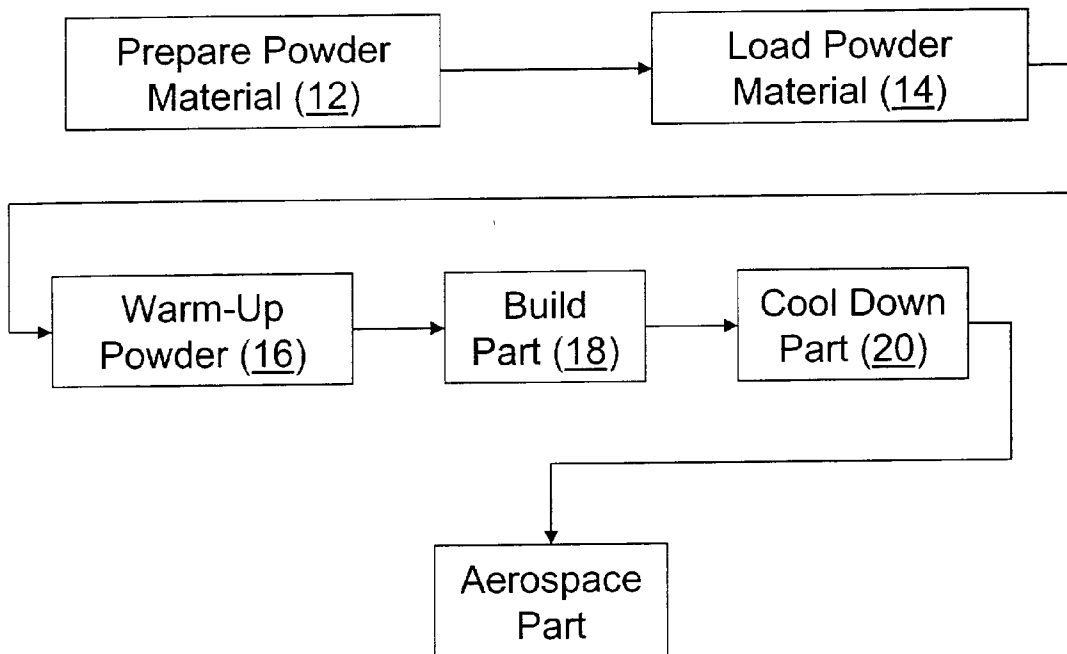 Prepare Powder
Material (12)
Load Powder
Material (14)
Warm-Up
Powder (16)
Build
Part (18)
Cool Down
Part (20)
Aerospace
Part